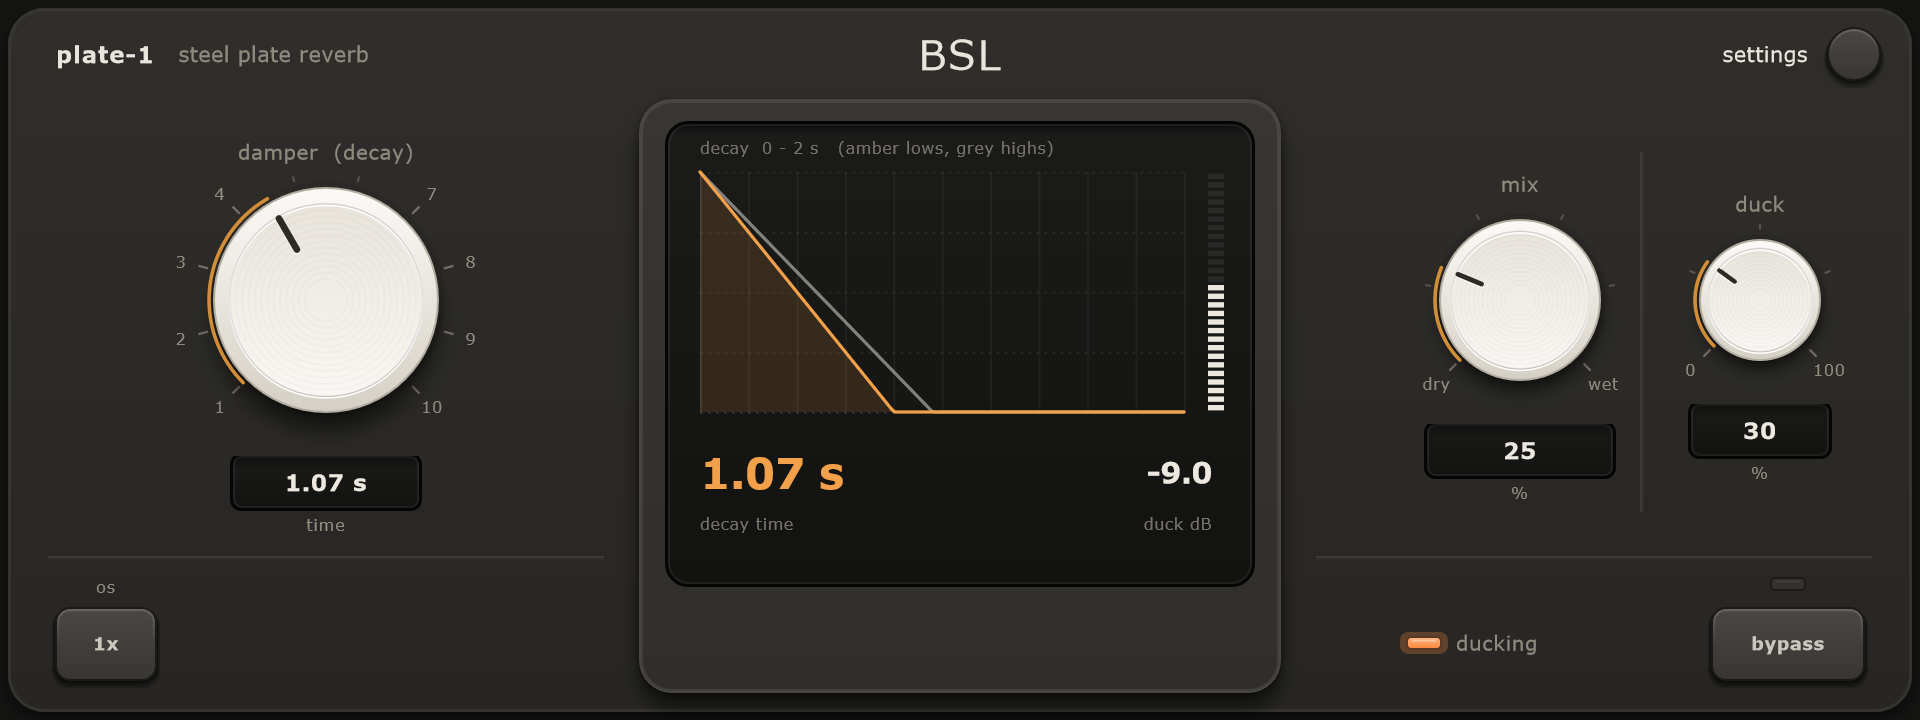 plate-1 steel plate reverb
BSL
settings
damper (decay)
1
2
3
4
7
8
9
10
1.07 s
time
os
1x
decay 0 - 2 s (amber lows, grey highs)
1.07 s
decay time
-9.0
duck dB
mix
dry
wet
25
%
duck
0
100
30
%
ducking
bypass